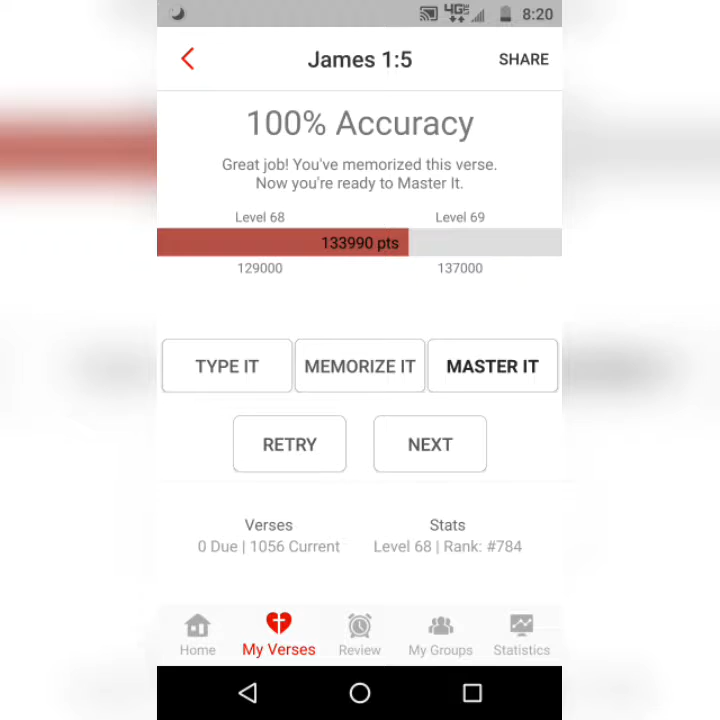 4G 8:20
James 1:5 SHARE
100% Accuracy
Great job! You've memorized this verse.
Now you're ready to Master It.
Level 68 Level 69
133990 pts
129000 137000
TYPE IT MEMORIZE IT MASTER IT
RETRY NEXT
Verses Stats
0 Due | 1056 Current Level 68 | Rank: #784
Home My Verses Review My Groups Statistics